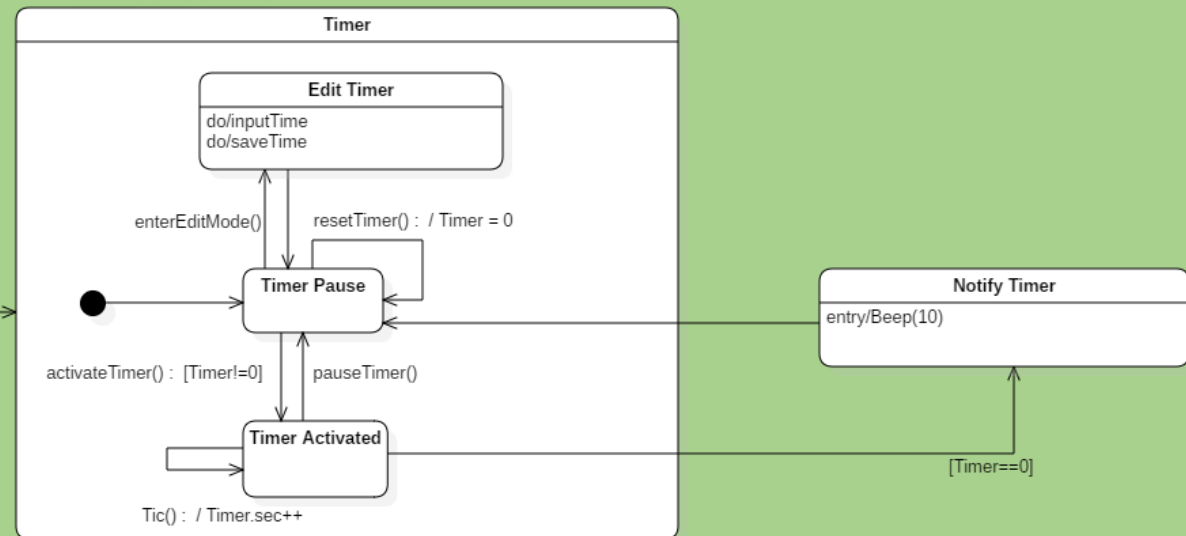 Timer
Edit Timer
do/inputTime
do/saveTime
enterEditMode()
resetTimer() :  / Timer = 0
Timer Pause
Notify Timer
entry/Beep(10)
activateTimer() :  [Timer!=0]
pauseTimer()
Timer Activated
[Timer==0]
Tic() :  / Timer.sec++